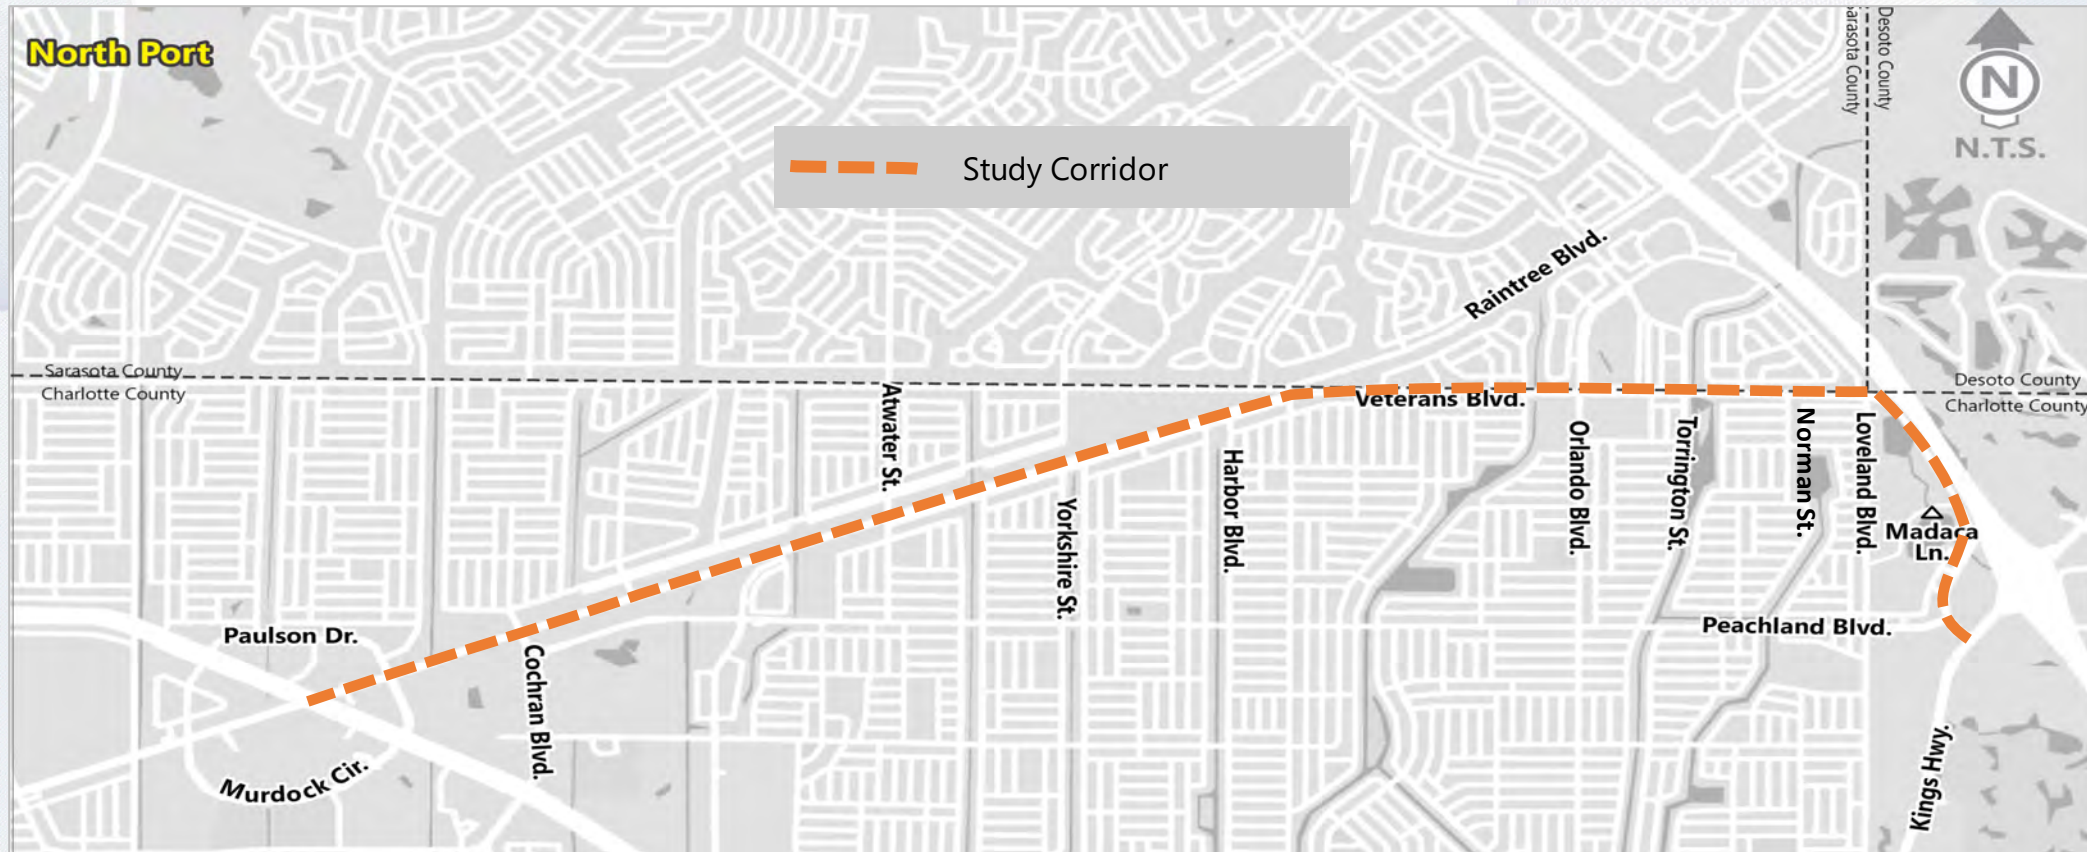 North Port
Sarasota County
Desoto County
N
N.T.S.
Study Corridor
Raintree Blvd.
Sarasota County
Charlotte County
Desoto County
Charlotte County
Veterans Blvd.
Atwater St.
Yorkshire St.
Harbor Blvd.
Orlando Blvd.
Torrington St.
Norman St.
Loveland Blvd.
Madaca
Ln.
Paulson Dr.
Peachland Blvd.
Cochran Blvd.
Murdock Cir.
Kings Hwy.